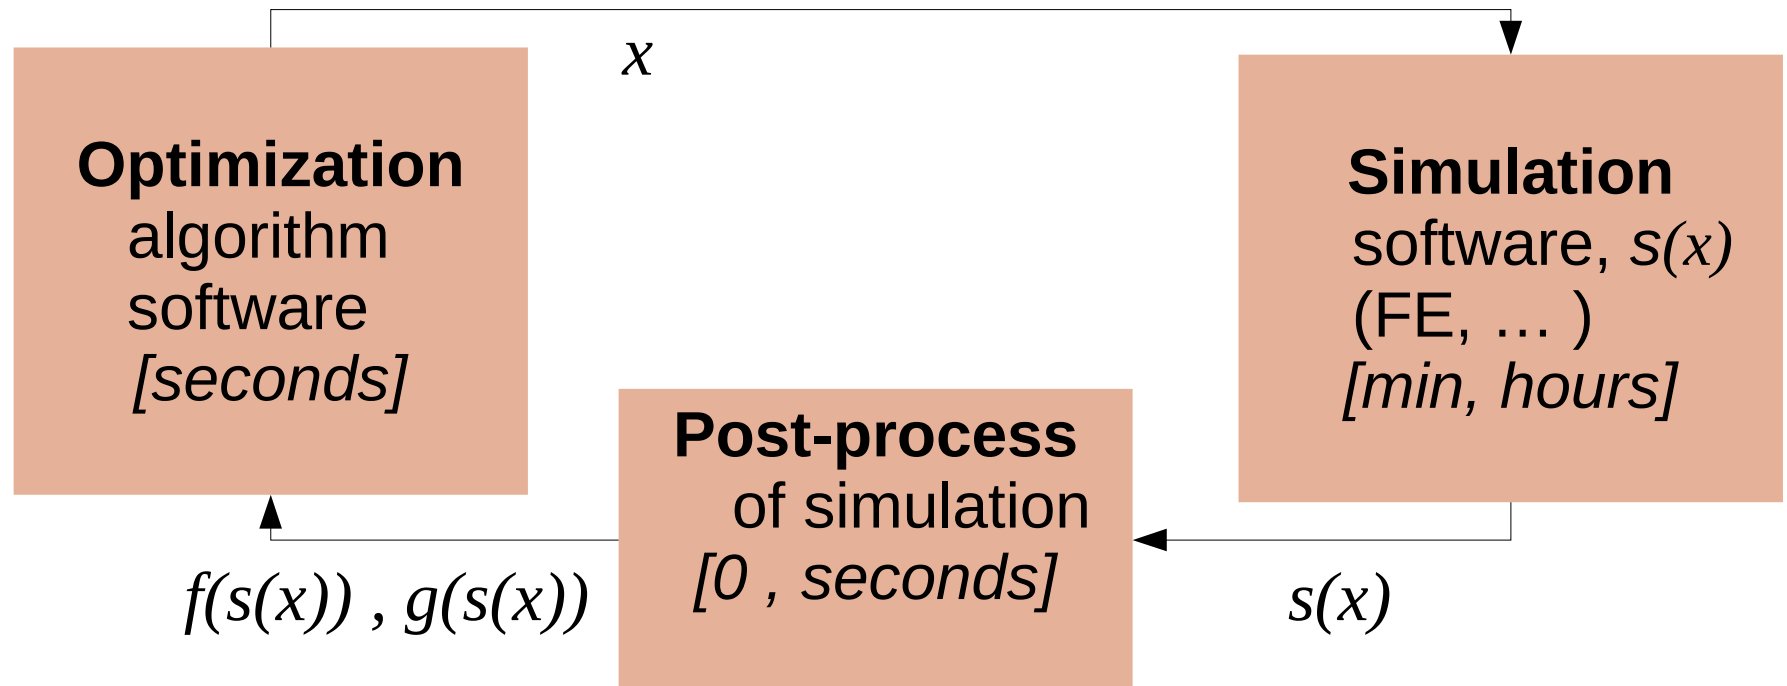 x
Optimization
algorithm
software
[seconds]
Simulation
software, s(x)
(FE, … )
[min, hours]
Post-process
of simulation
[0 , seconds]
f(s(x)) , g(s(x))
s(x)